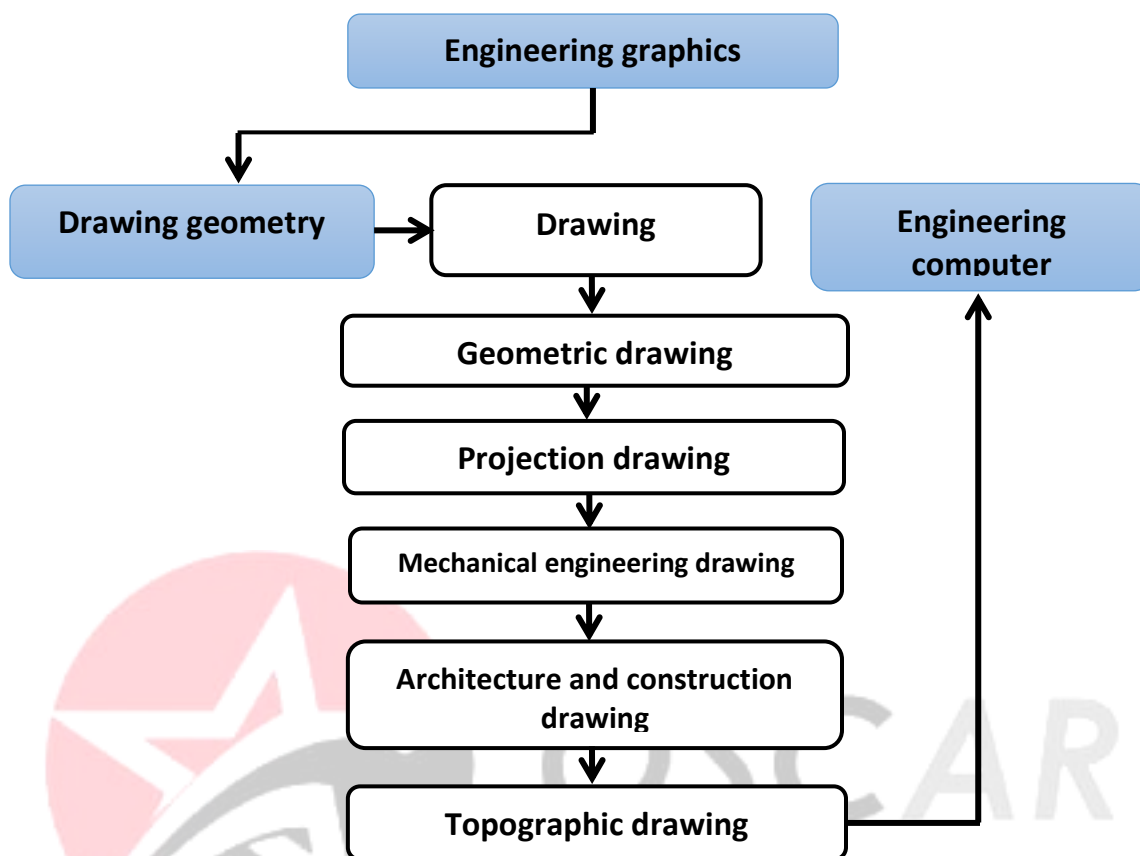 Engineering graphics
Drawing geometry
Drawing
Engineering
computer
Geometric drawing
Projection drawing
Mechanical engineering drawing
Architecture and construction
drawing
Topographic drawing
OSCAR